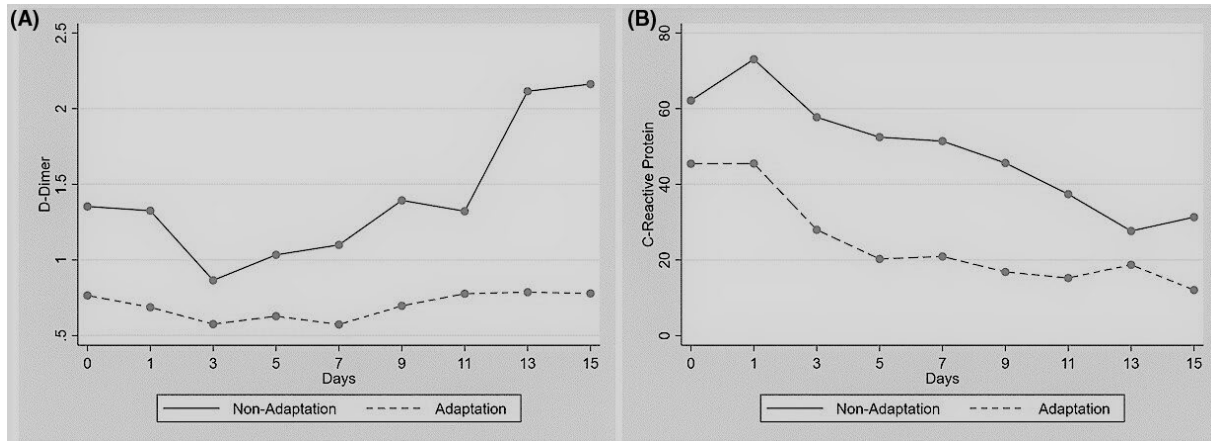 (A)
2.5
2
1.5
1
.5
D-Dimer
0 1 3 5 7 9 11 13 15
Days
Non-Adaptation Adaptation
(B)
80
60
40
20
0
C-Reactive Protein
0 1 3 5 7 9 11 13 15
Days
Non-Adaptation Adaptation